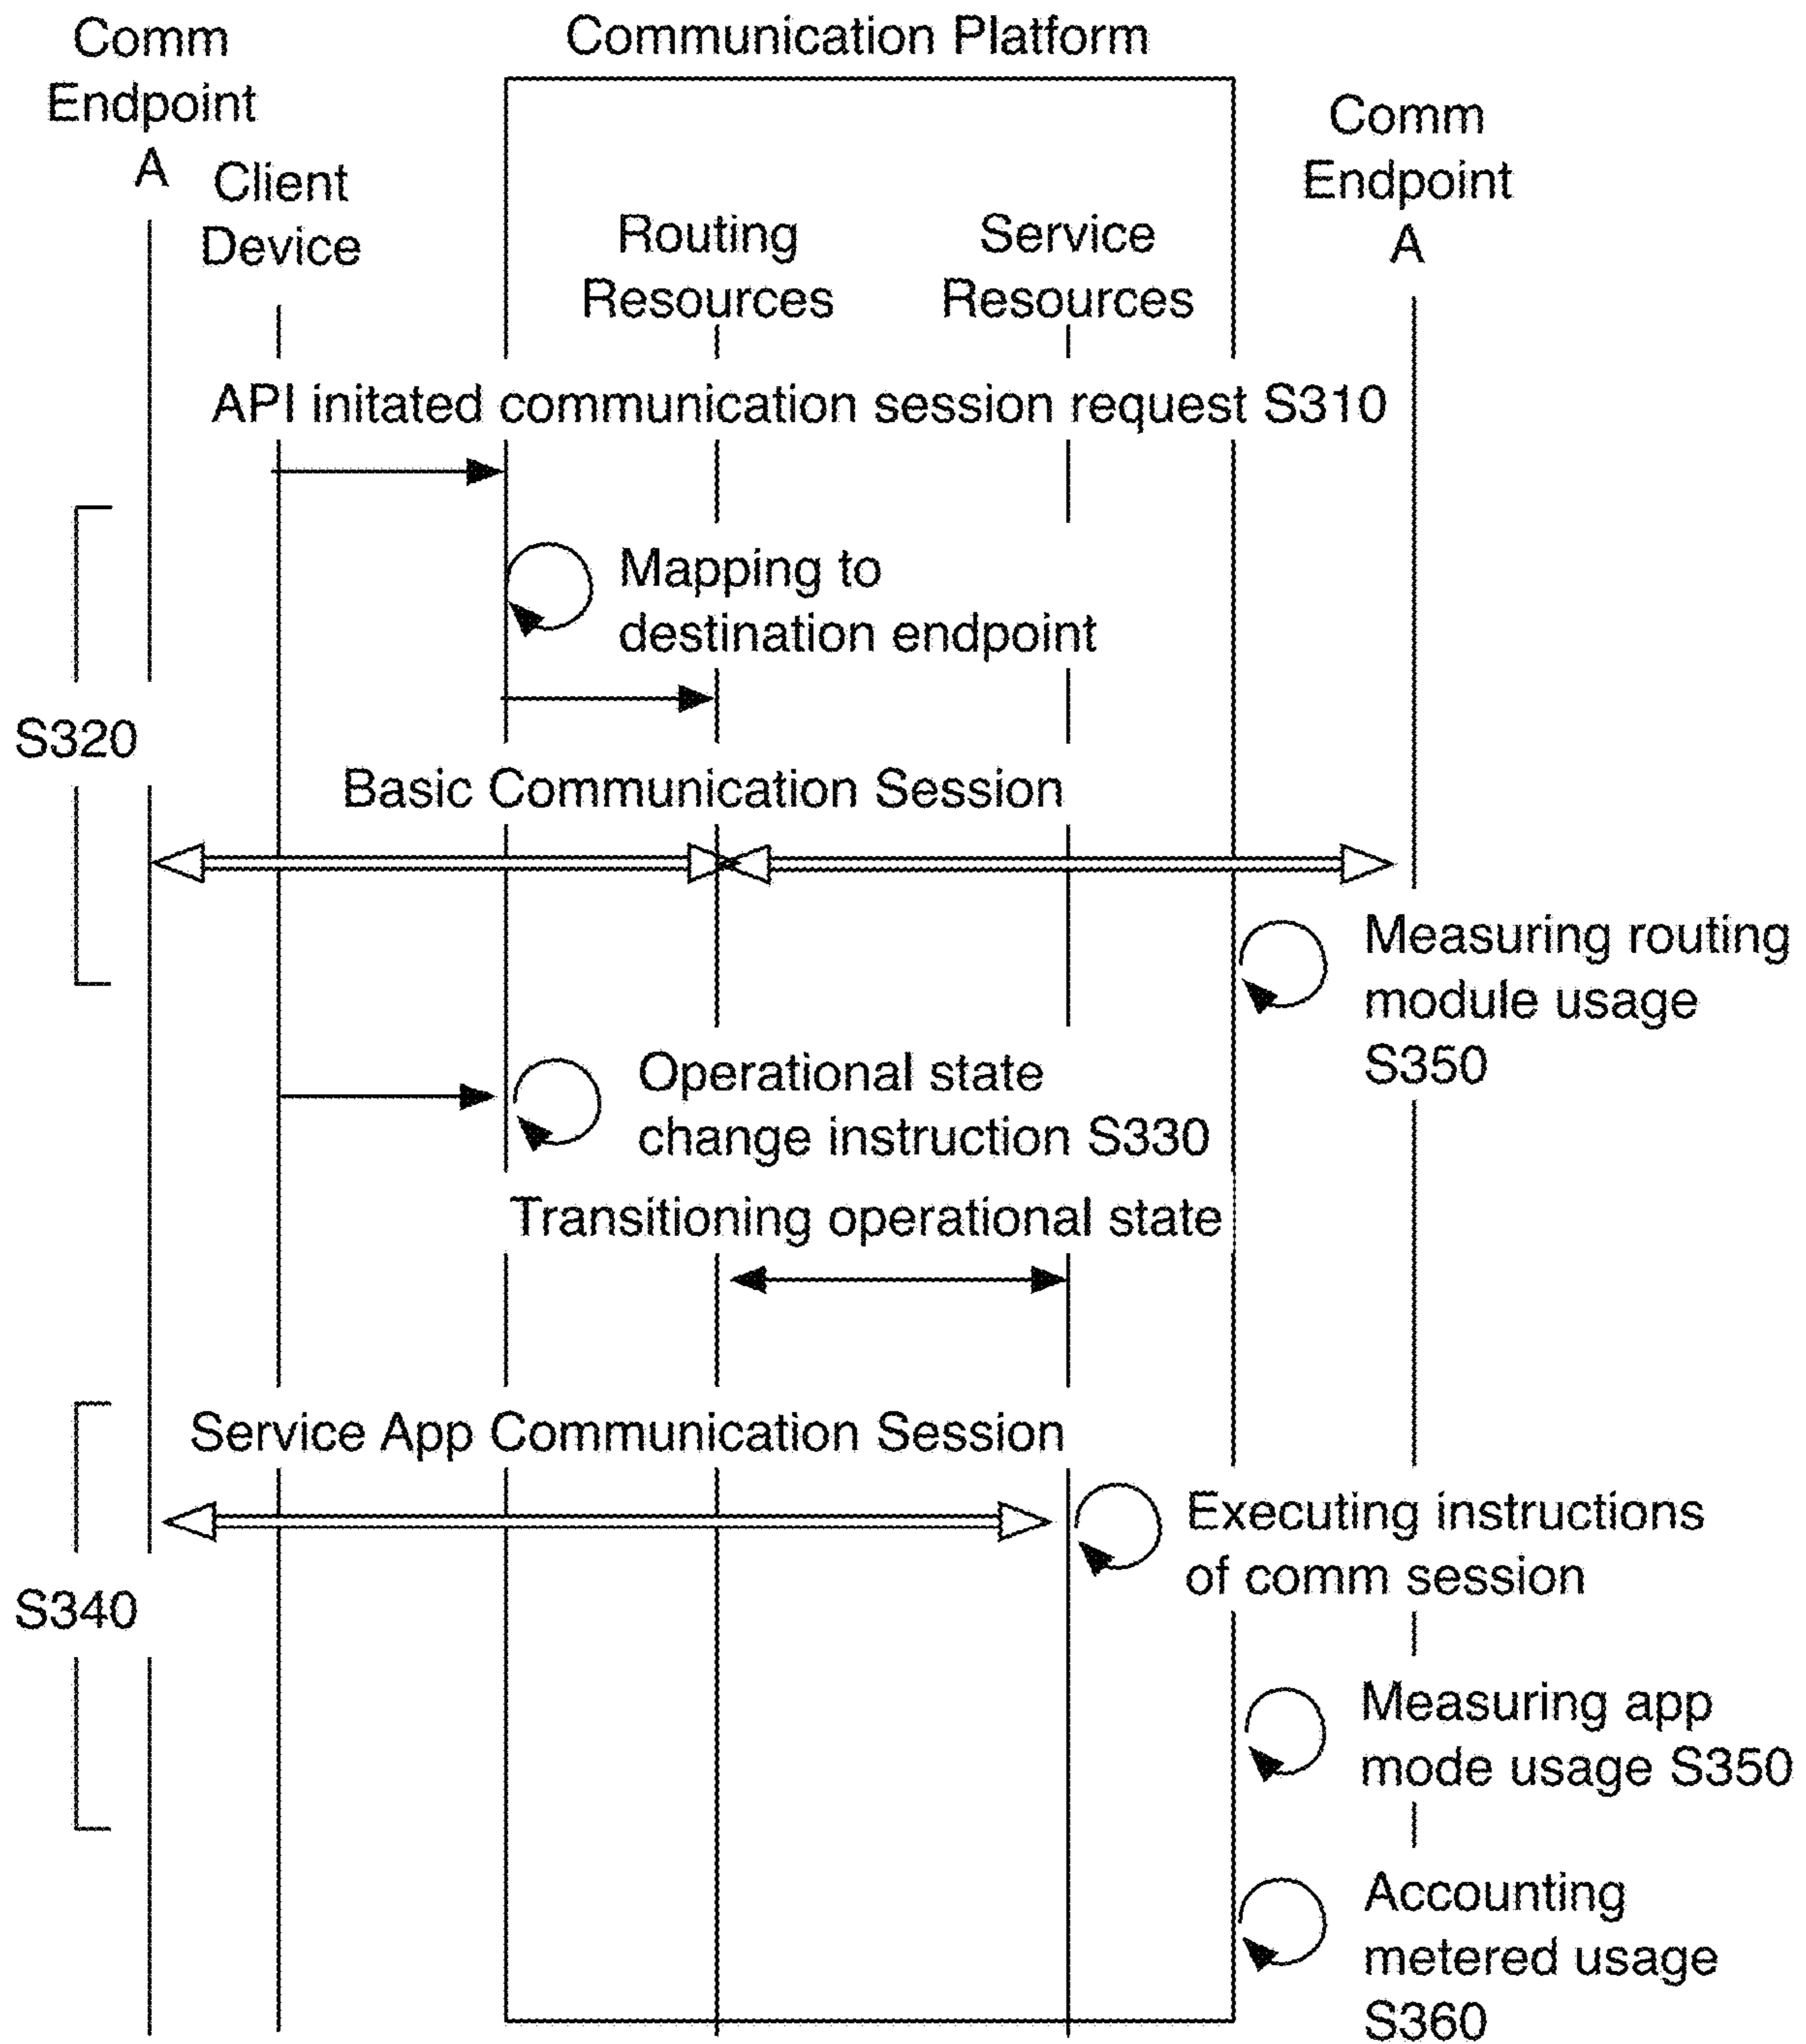 Comm
Endpoint
A
Client
Device
Communication Platform
Routing
Resources
Service
Resources
Comm
Endpoint
A
API initated communication session request S310
Mapping to
destination endpoint
S320
Basic Communication Session
Measuring routing
module usage
S350
Operational state
change instruction S330
Transitioning operational state
Service App Communication Session
Executing instructions
of comm session
S340
Measuring app
mode usage S350
Accounting
metered usage
S360